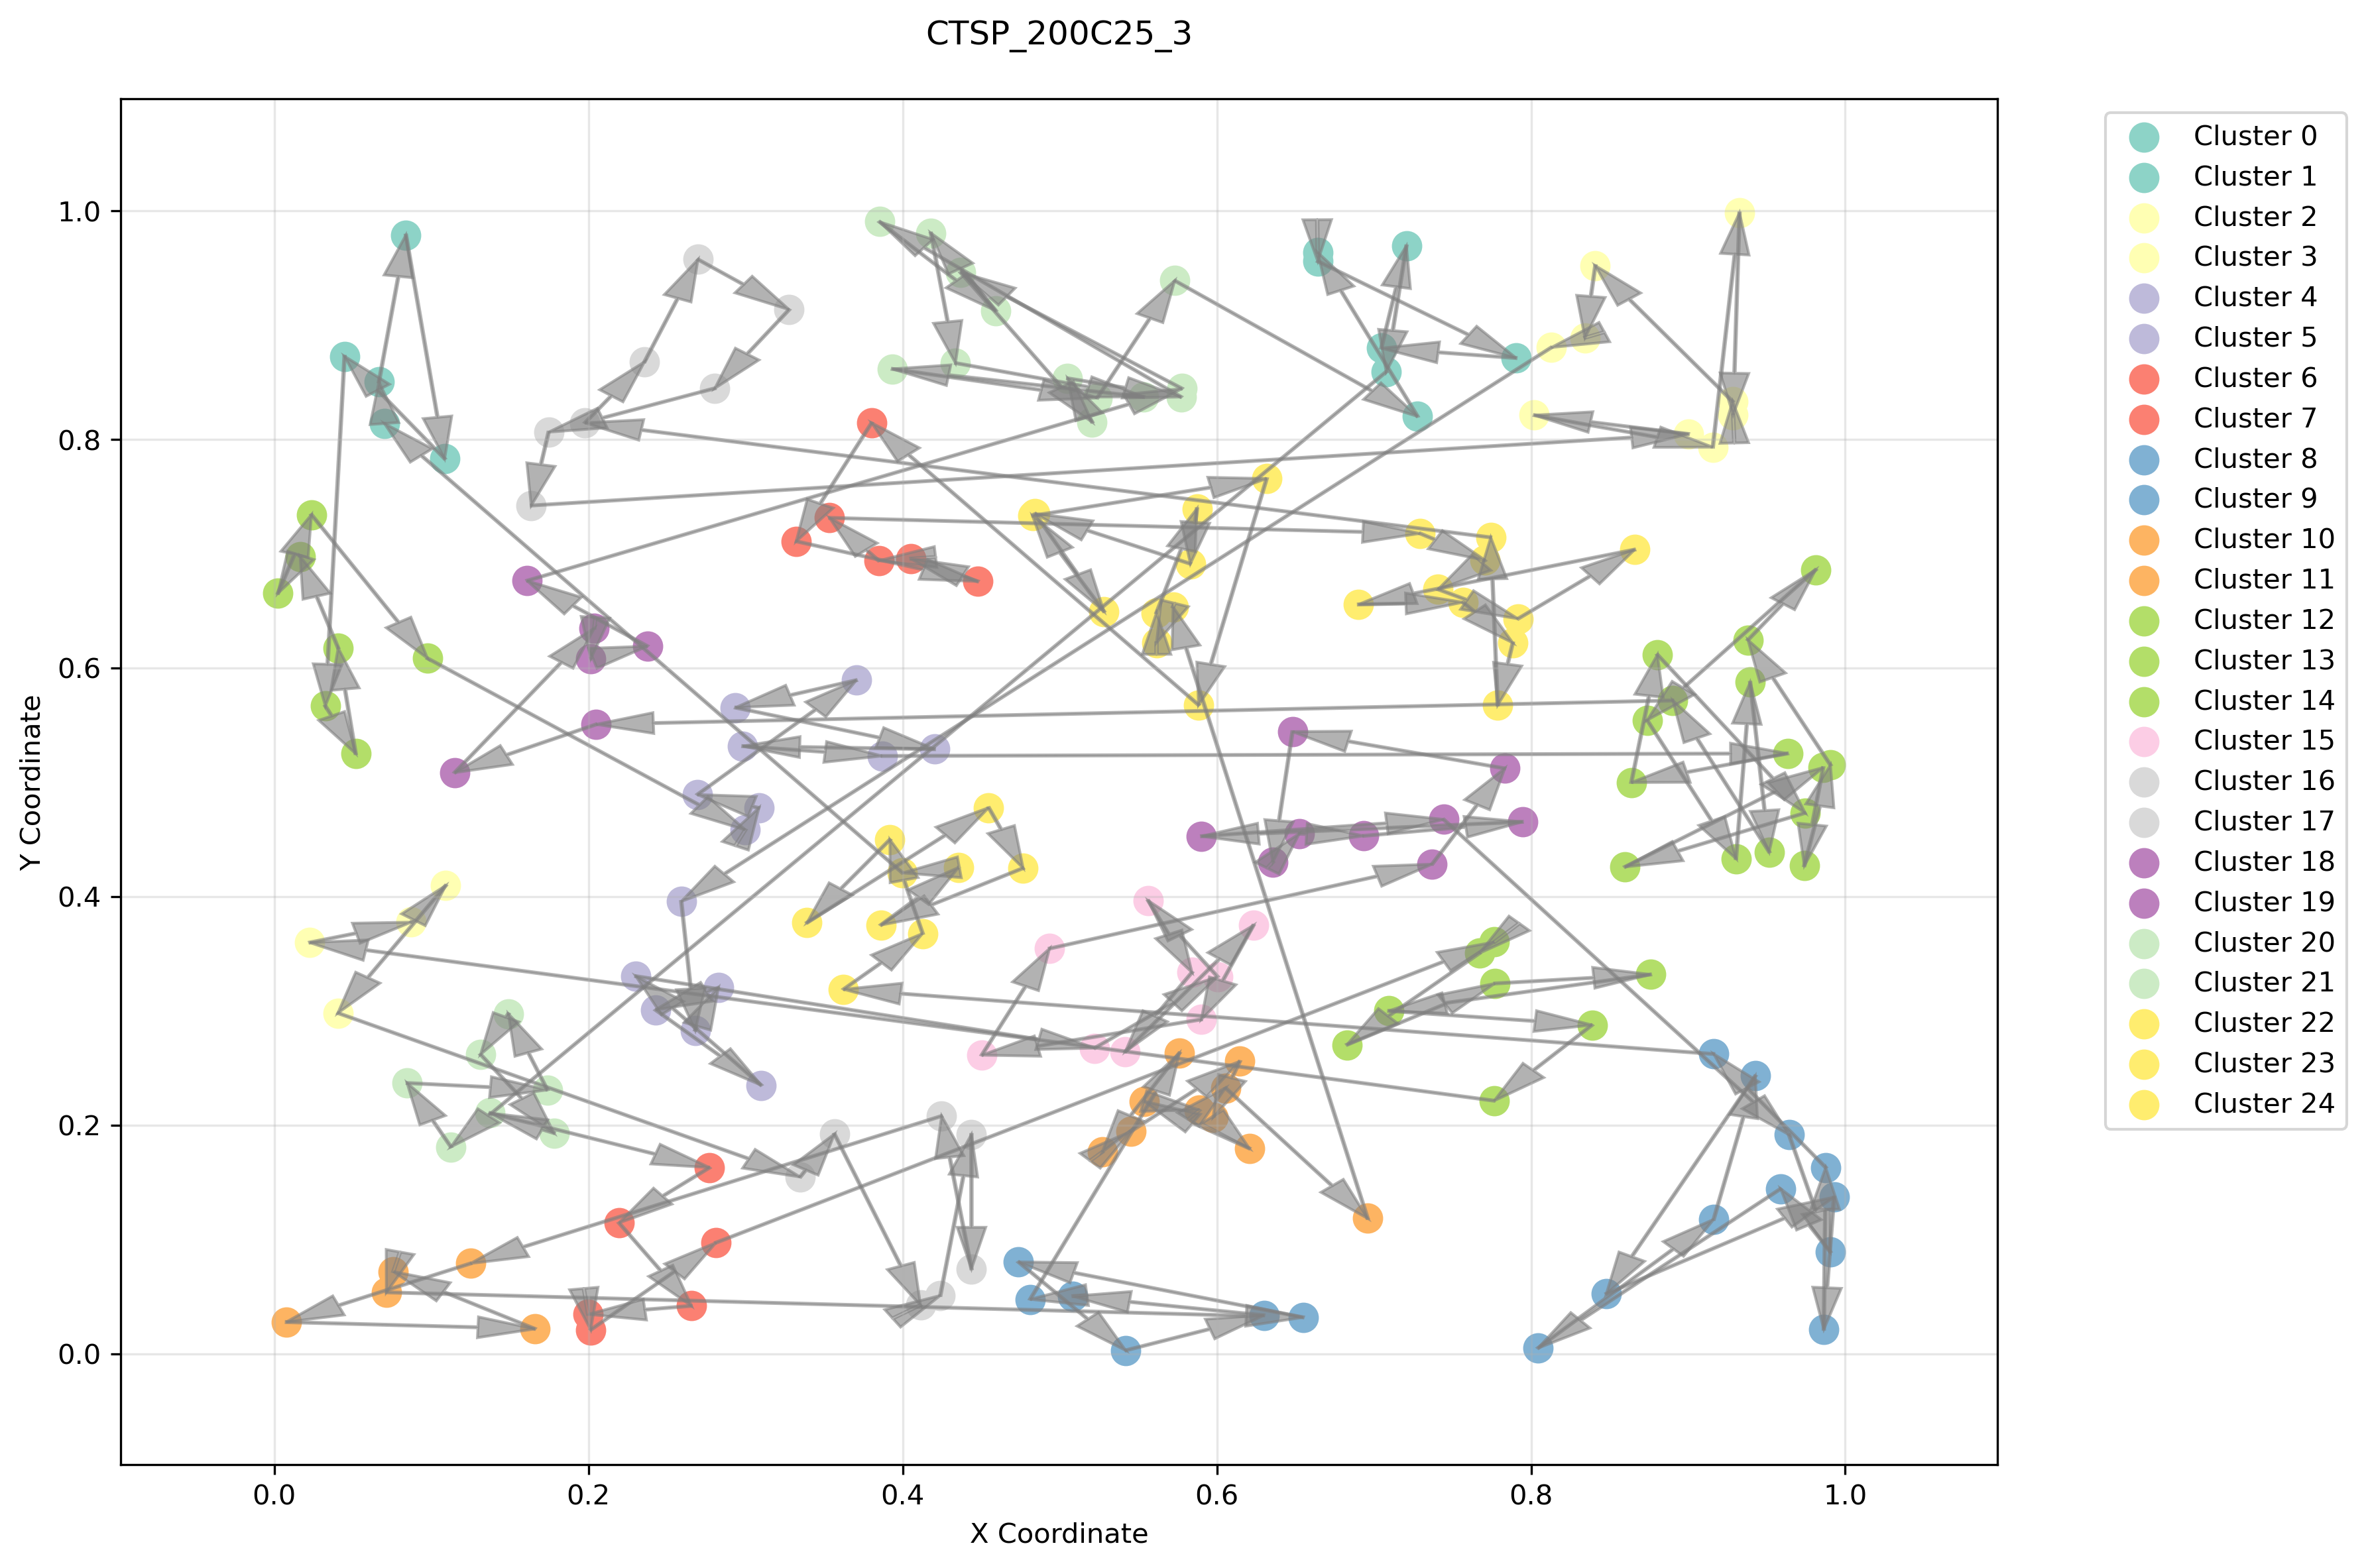 CTSP_200C25_3
1.0
0.8
0.6
0.4
0.2
0.0
Y Coordinate
0.0 0.2 0.4 0.6 0.8 1.0
X Coordinate
Cluster 0
Cluster 1
Cluster 2
Cluster 3
Cluster 4
Cluster 5
Cluster 6
Cluster 7
Cluster 8
Cluster 9
Cluster 10
Cluster 11
Cluster 12
Cluster 13
Cluster 14
Cluster 15
Cluster 16
Cluster 17
Cluster 18
Cluster 19
Cluster 20
Cluster 21
Cluster 22
Cluster 23
Cluster 24